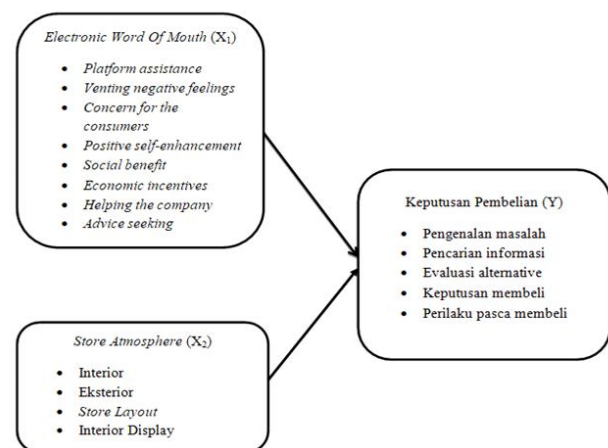 Electronic Word Of Mouth (X₁)
• Platform assistance
• Venting negative feelings
• Concern for the
consumers
• Positive self-enhancement
• Social benefit
• Economic incentives
• Helping the company
• Advice seeking
Keputusan Pembelian (Y)
• Pengenalan masalah
• Pencarian informasi
• Evaluasi alternative
• Keputusan membeli
• Perilaku pasca membeli
Store Atmosphere (X₂)
• Interior
• Eksterior
• Store Layout
• Interior Display